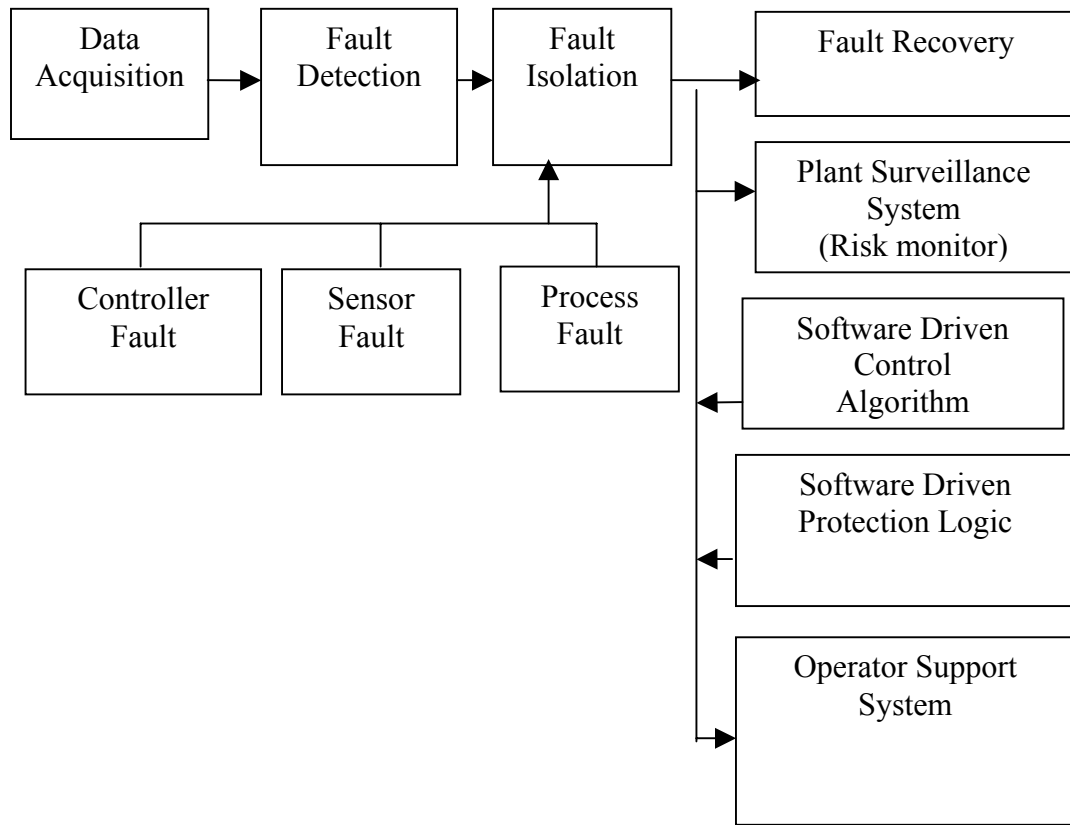 Data
Acquisition
Fault
Detection
Fault
Isolation
Fault Recovery
Plant Surveillance
System
(Risk monitor)
Controller
Fault
Sensor
Fault
Process
Fault
Software Driven
Control
Algorithm
Software Driven
Protection Logic
Operator Support
System